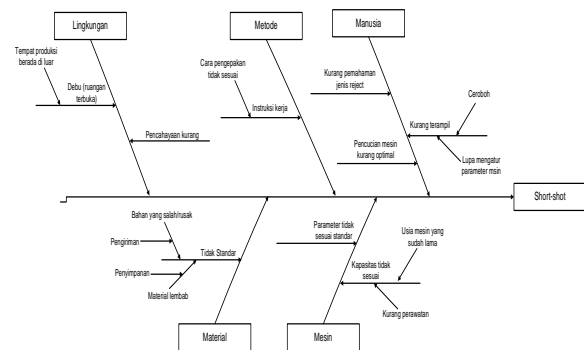 Lingkungan
Metode
Manusia
Tempat produksi
berada di luar
Debu (ruangan
terbuka)
Pencahayaan kurang
Cara pengepakan
tidak sesuai
Instruksi kerja
Kurang pemahaman
jenis reject
Ceroboh
Kurang terampil
Lupa mengatur
parameter msin
Pencucian mesin
kurang optimal
Short-shot
Bahan yang salah/rusak
Pengiriman
Tidak Standar
Penyimpanan
Material lembab
Parameter tidak
sesuai standar
Usia mesin yang
sudah lama
Kapasitas tidak
sesuai
Kurang perawatan
Material
Mesin